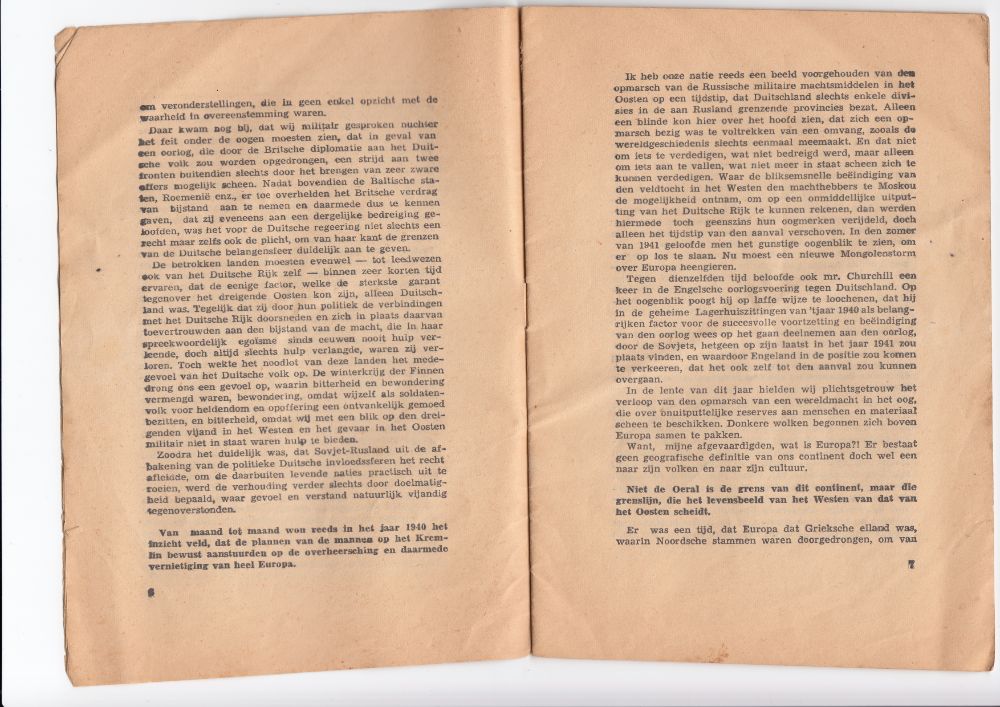 om veronderstellingen, die in geen enkel opzicht met de
waarheid in overeenstemming waren.
Daar kwam nog bij, dat wij militair gesproken nuchter
het feit onder de oogen moesten zien, dat in geval van
een oorlog, die door de Britsche diplomatie aan het Duit-
sche volk zou worden opgedrongen, een strijd aan twee
fronten buitendien slechts door het brengen van zeer zware
offers mogelijk scheen. Nadat bovendien de Baltische sta-
ten, Roemenië enz., er toe overhelden het Britsche verdrag
van bijstand aan te nemen en daarmede dus te kennen
gaven, dat zij eveneens aan een dergelijke bedreiging ge-
loofden, was het voor de Duitsche regeering niet slechts een
recht maar zelfs ook de plicht, om van haar kant de grenzen
van de Duitsche belangensfeer duidelijk aan te geven.
De betrokken landen moesten evenwel — tot leedwezen
ook van het Duitsche Rijk zelf — binnen zeer korten tijd
ervaren, dat de eenige factor, welke de sterkste garant
tegenover het dreigende Oosten kon zijn, alleen Duitsch-
land was. Tegelijk dat zij door hun politiek de verbindingen
met het Duitsche Rijk doorsneden en zich in plaats daarvan
toevertrouwden aan den bijstand van de macht, die in haar
spreekwoordelijk egoïsme sinds eeuwen nooit hulp ver-
leende, doch altijd slechts hulp verlangde, waren zij ver-
loren. Toch wekte het noodlot van deze landen het mede-
gevoel van het Duitsche volk op. De winterkrijg der Finnen
drong ons een gevoel op, waarin bitterheid en bewondering
vermengd waren, bewondering, omdat wijzelf als soldaten-
volk voor heldendom en opoffering een ontvankelijk gemoed
bezitten, en bitterheid, omdat wij met een blik op den drei-
genden vijand in het Westen en het gevaar in het Oosten
militair niet in staat waren hulp te bieden.
Zoodra het duidelijk was, dat Sovjet-Rusland uit de af-
bakening van de politieke Duitsche invloedssferen het recht
afleidde, om de daarbuiten levende naties practisch uit te
roeien, werd de verhouding verder slechts door doelmatig-
heid bepaald, waar gevoel en verstand natuurlijk vijandig
tegenoverstonden.
Van maand tot maand won reeds in het jaar 1940 het
inzicht veld, dat de plannen van de mannen op het Krem-
lin bewust aanstuurden op de overheersching en daarmede
vernietiging van heel Europa.
6
Ik heb onze natie reeds een beeld voorgehouden van den
opmarsch van de Russische militaire machtsmiddelen in het
Oosten op een tijdstip, dat Duitschland slechts enkele divi-
sies in de aan Rusland grenzende provincies bezat. Alleen
een blinde kon hier over het hoofd zien, dat zich een op-
marsch bezig was te voltrekken van een omvang, zooals de
wereldgeschiedenis slechts eenmaal meemaakt. En dat niet
om iets te verdedigen, wat niet bedreigd werd, maar alleen
om iets aan te vallen, wat niet meer in staat scheen zich te
kunnen verdedigen. Waar de bliksemsnelle beëindiging van
den veldtocht in het Westen den machthebbers te Moskou
de mogelijkheid ontnam, om op een onmiddellijke uitput-
ting van het Duitsche Rijk te kunnen rekenen, dan werden
hiermede toch geenszins hun oogmerken verijdeld, doch
alleen het tijdstip van den aanval verschoven. In den zomer
van 1941 geloofde men het gunstige oogenblik te zien, om
er op los te slaan. Nu moest een nieuwe Mongolenstorm
over Europa heengieren.
Tegen dienzelfden tijd beloofde ook mr. Churchill een
keer in de Engelsche oorlogsvoering tegen Duitschland. Op
het oogenblik poogt hij op laffe wijze te loochenen, dat hij
in de geheime Lagerhuiszittingen van 'tjaar 1940 als belang-
rijken factor voor de succesvolle voortzetting en beëindiging
van den oorlog wees op het gaan deelnemen aan den oorlog,
door de Sovjets, hetgeen op zijn laatst in het jaar 1941 zou
plaats vinden, en waardoor Engeland in de positie zou komen
te verkeeren, dat het ook zelf tot den aanval zou kunnen
overgaan.
In de lente van dit jaar hielden wij plichtsgetrouw het
verloop van den opmarsch van een wereldmacht in het oog,
die over onuitputtelijke reserves aan menschen en materiaal
scheen te beschikken. Donkere wolken begonnen zich boven
Europa samen te pakken.
Want, mijne afgevaardigden, wat is Europa?! Er bestaat
geen geografische definitie van ons continent doch wel een
naar zijn volken en naar zijn cultuur.
Niet de Oeral is de grens van dit continent, maar die
grenslijn, die het levensbeeld van het Westen van dat van
het Oosten scheidt.
Er was een tijd, dat Europa dat Grieksche eiland was,
waarin Noordsche stammen waren doorgedrongen, om van
7